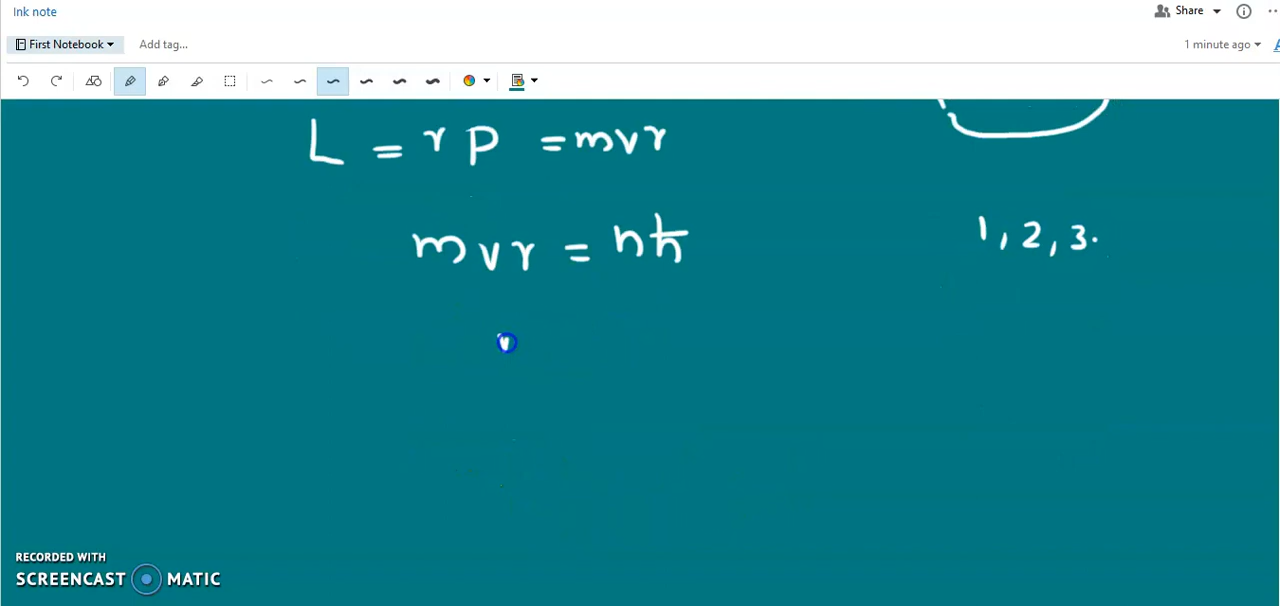 Ink note
Share
First Notebook
Add tag...
1 minute ago
L = r p = mvr
mvr = nħ
1, 2, 3.
v
RECORDED WITH
SCREENCAST MATIC